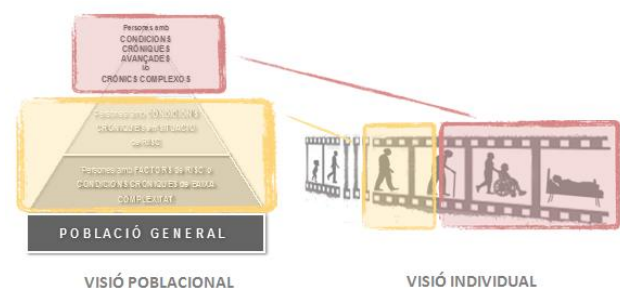 Persones amb
CONDICIONS
CRÒNIQUES
AVANÇADES
i/o
CRÒNICS COMPLEXOS
Persones amb CONDICIONS
CRÒNIQUES en SITUACIÓ
de RISC
Persones amb FACTORS de RISC o
CONDICIONS CRÒNIQUES de BAIXA
COMPLEXITAT
POBLACIÓ GENERAL
VISIÓ POBLACIONAL
VISIÓ INDIVIDUAL